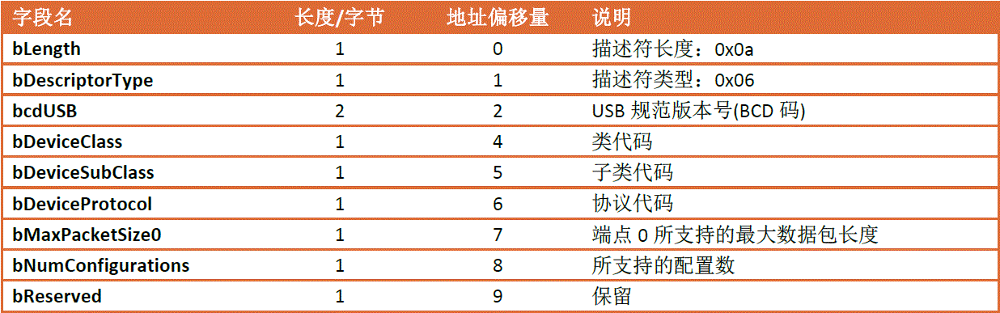 字段名 长度/字节 地址偏移量 说明
bLength 1 0 描述符长度：0x0a
bDescriptorType 1 1 描述符类型：0x06
bcdUSB 2 2 USB 规范版本号(BCD 码)
bDeviceClass 1 4 类代码
bDeviceSubClass 1 5 子类代码
bDeviceProtocol 1 6 协议代码
bMaxPacketSize0 1 7 端点 0 所支持的最大数据包长度
bNumConfigurations 1 8 所支持的配置数
bReserved 1 9 保留